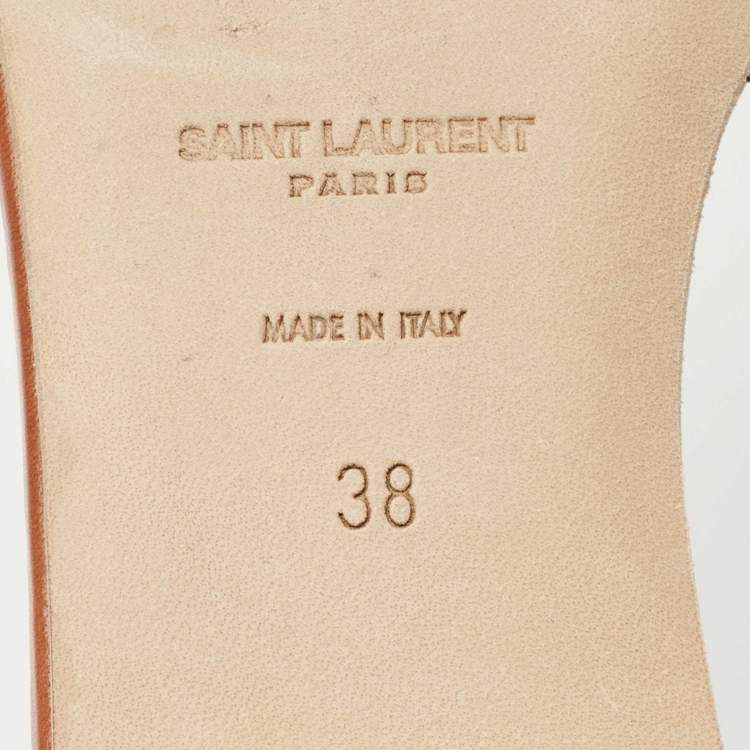 SAINT LAURENT
PARIS
MADE IN ITALY
38